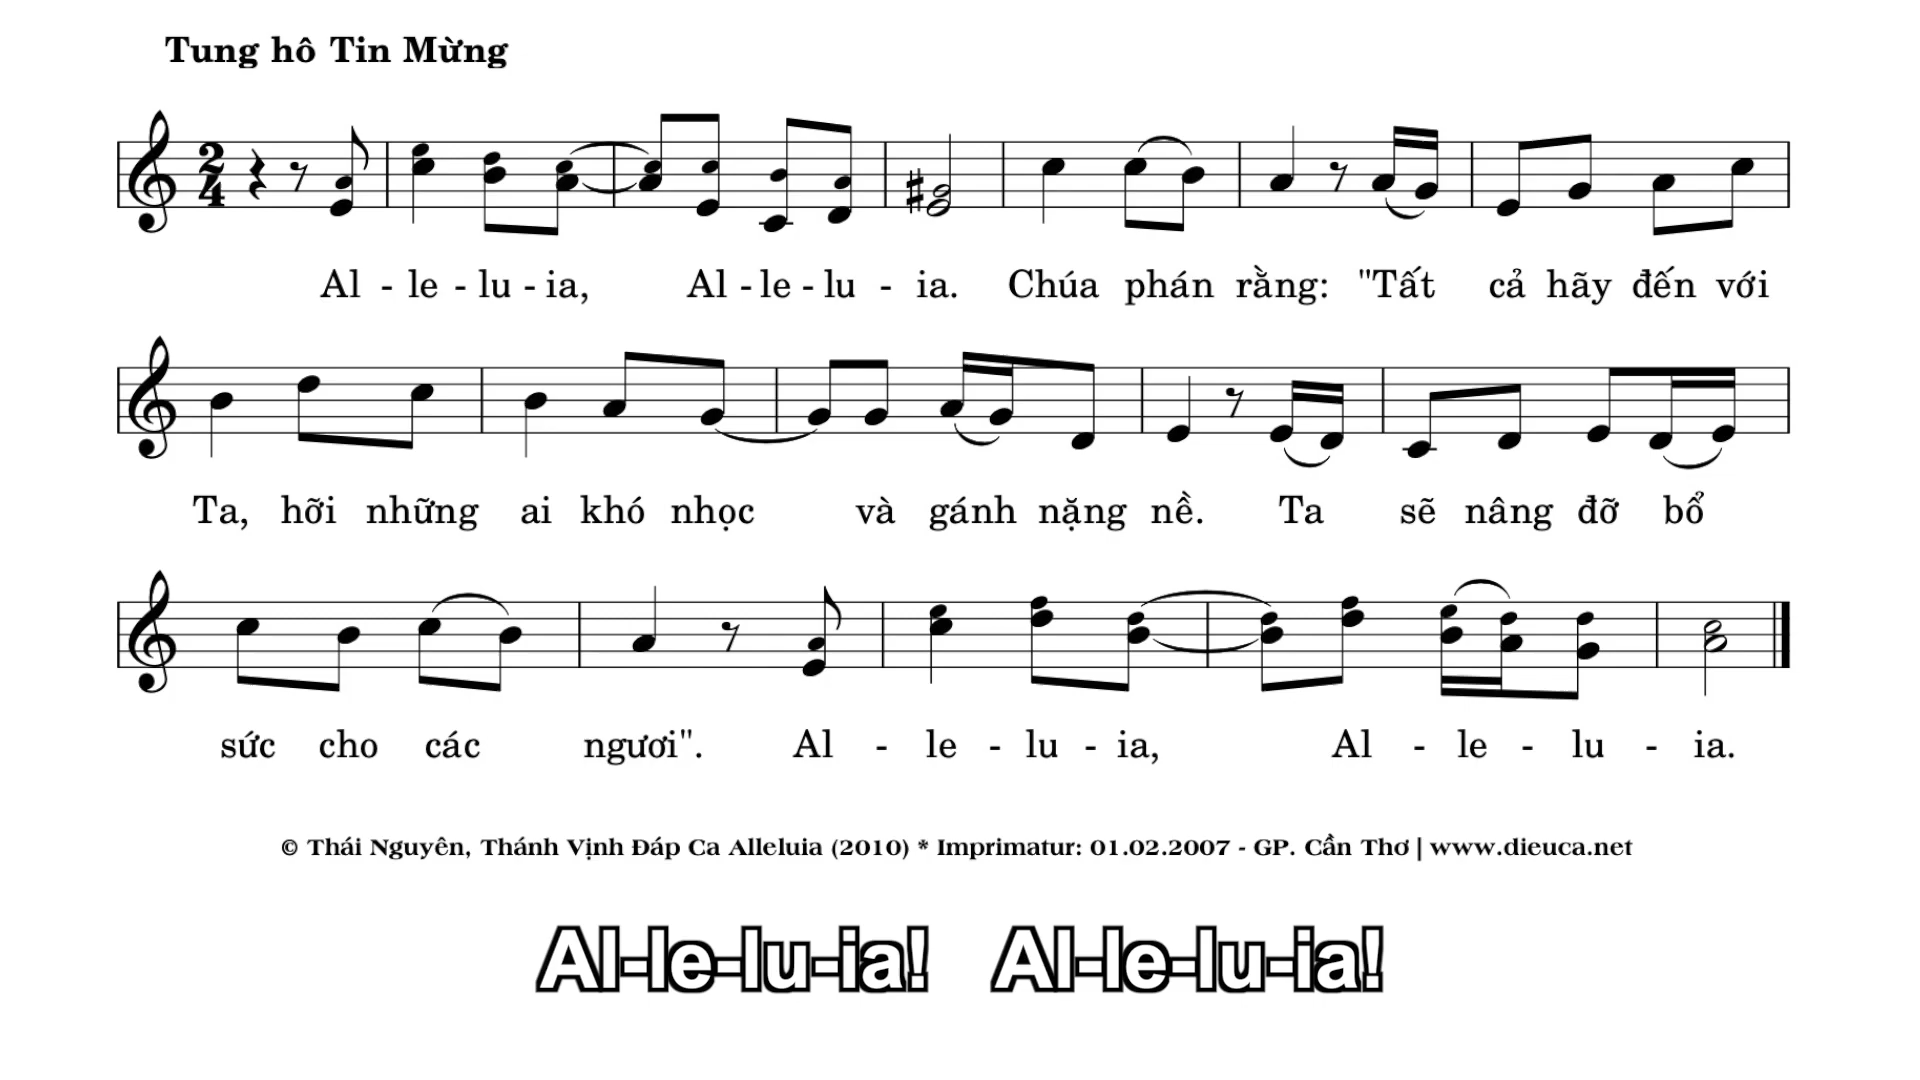 Tung hô Tin Mừng
2
4
Al - le - lu - ia, Al - le - lu - ia. Chúa phán rằng: "Tất cả hãy đến với
Ta, hỡi những ai khó nhọc và gánh nặng nề. Ta sẽ nâng đỡ bổ
sức cho các ngươi". Al - le - lu - ia, Al - le - lu - ia.
© Thái Nguyên, Thánh Vịnh Đáp Ca Alleluia (2010) * Imprimatur: 01.02.2007 - GP. Cần Thơ | www.dieuca.net
Al-le-lu-ia! Al-le-lu-ia!